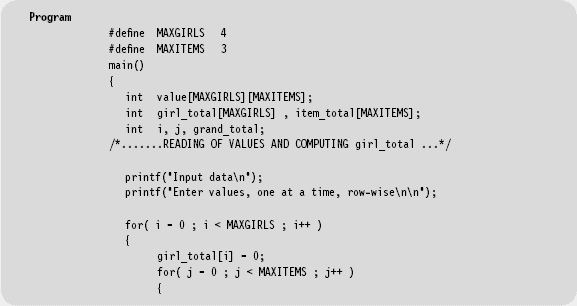 Program
#define MAXGIRLS 4
#define MAXITEMS 3
main()
{
int value[MAXGIRLS][MAXITEMS];
int girl_total[MAXGIRLS] , item_total[MAXITEMS];
int i, j, grand_total;
/*.......READING OF VALUES AND COMPUTING girl_total ...*/
printf("Input data\n");
printf("Enter values, one at a time, row-wise\n\n");
for( i = 0 ; i < MAXGIRLS ; i++ )
{
girl_total[i] = 0;
for( j = 0 ; j < MAXITEMS ; j++ )
{